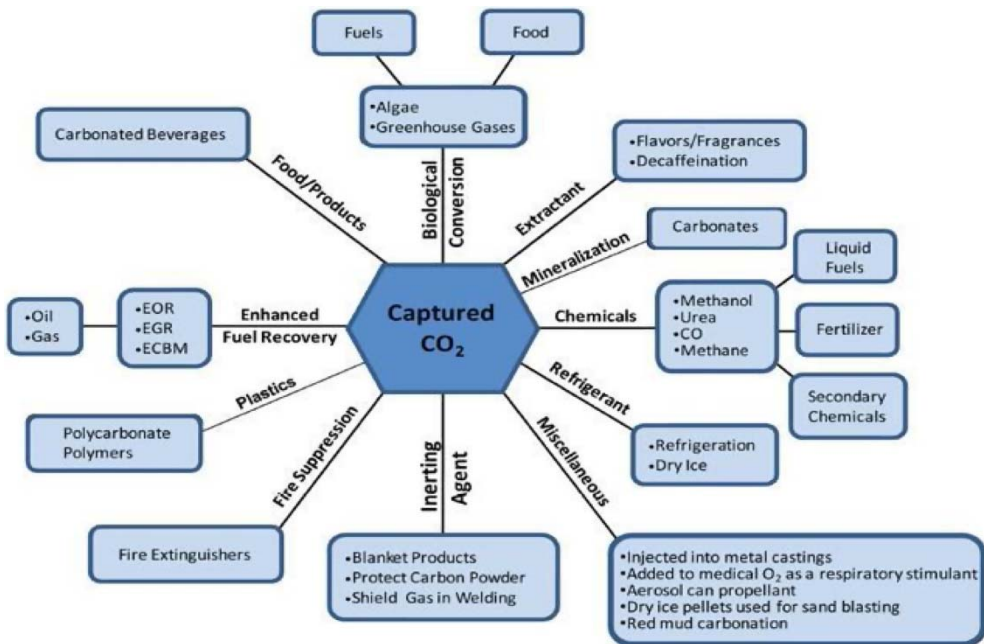 Fuels
Food
•Algae
•Greenhouse Gases
Carbonated Beverages
•Flavors/Fragrances
•Decaffeination
Food/Products
Biological
Conversion
Extractant
Mineralization
Carbonates
Liquid
Fuels
•Oil
•Gas
•EOR
•EGR
•ECBM
Enhanced
Fuel Recovery
Captured
CO₂
Chemicals
•Methanol
•Urea
•CO
•Methane
Fertilizer
Secondary
Chemicals
Plastics
Polycarbonate
Polymers
Refrigerant
•Refrigeration
•Dry Ice
Fire Suppression
Fire Extinguishers
Inerting
Agent
•Blanket Products
•Protect Carbon Powder
•Shield Gas in Welding
Miscellaneous
•Injected into metal castings
•Added to medical O₂ as a respiratory stimulant
•Aerosol can propellant
•Dry ice pellets used for sand blasting
•Red mud carbonation